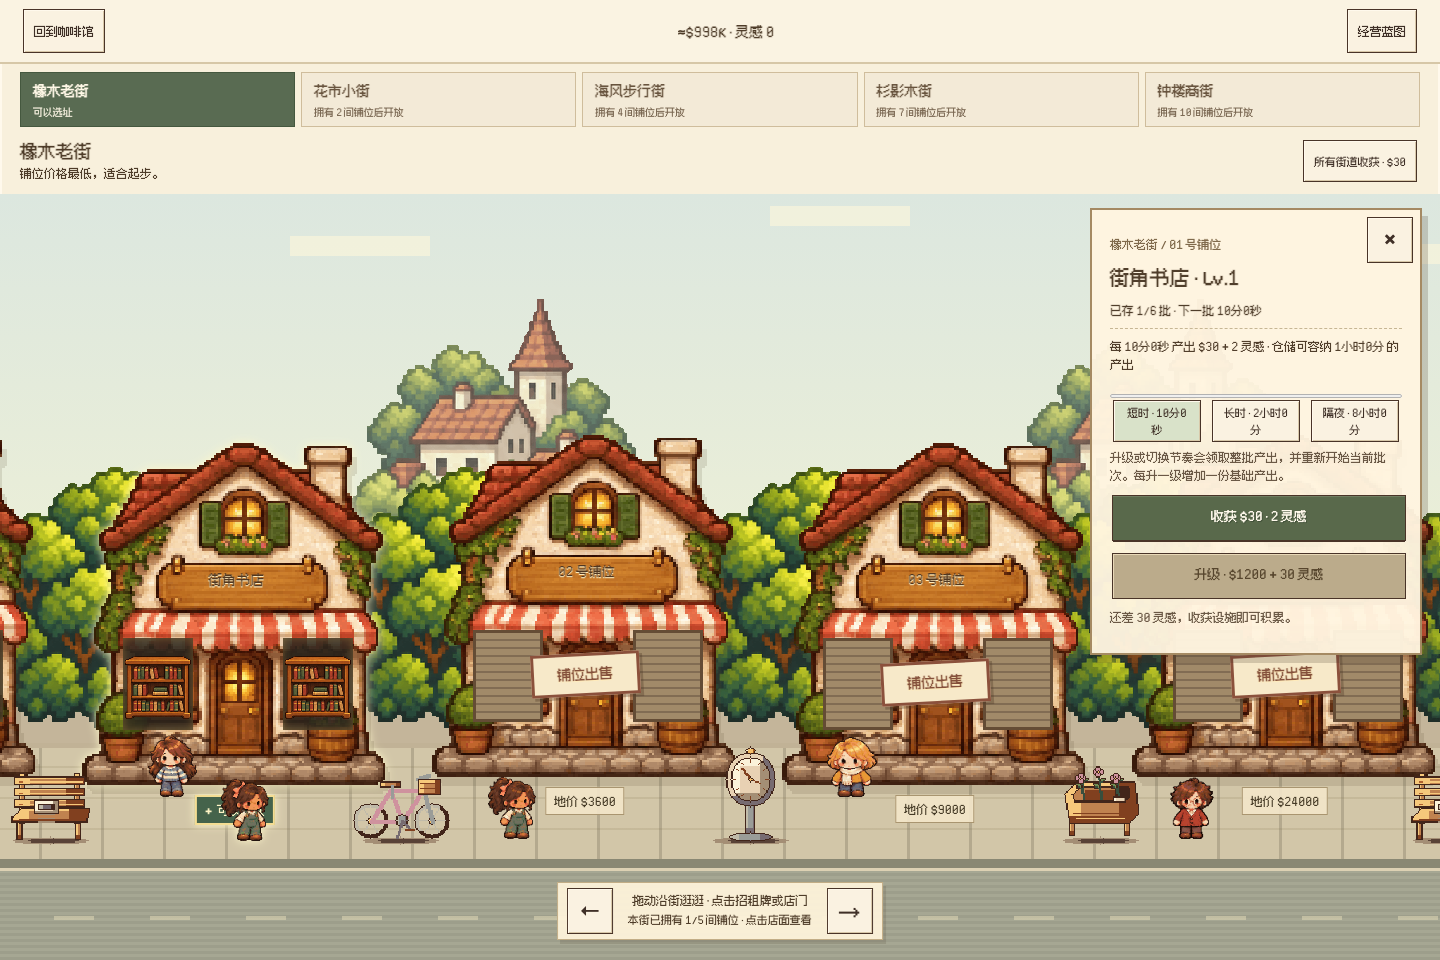 回到咖啡馆
≈$998K · 灵感 0
经营蓝图
橡木老街
可以选址
花市小街
拥有 2 间铺位后开放
海风步行街
拥有 4 间铺位后开放
杉影木街
拥有 7 间铺位后开放
钟楼商街
拥有 10 间铺位后开放
橡木老街
铺位价格最低，适合起步。
所有街道收获 · $30
橡木老街 / 01 号铺位
×
街角书店 · Lv.1
已存 1/6 批 · 下一批 10分0秒
每 10分0秒 产出 $30 + 2 灵感 · 仓储可容纳 1小时0分 的
产出
短时 · 10分0
秒
长时 · 2小时0
分
隔夜 · 8小时0
分
升级或切换节奏会领取整批产出，并重新开始当前批
次。每升一级增加一份基础产出。
收获 $30 · 2 灵感
升级 · $1200 + 30 灵感
还差 30 灵感，收获设施即可积累。
街角书店
02 号铺位
03 号铺位
铺位出售
铺位出售
铺位出售
地价 $3600
地价 $9000
地价 $24000
←
拖动沿街逛逛 · 点击招租牌或店门
本街已拥有 1/5 间铺位 · 点击店面查看
→